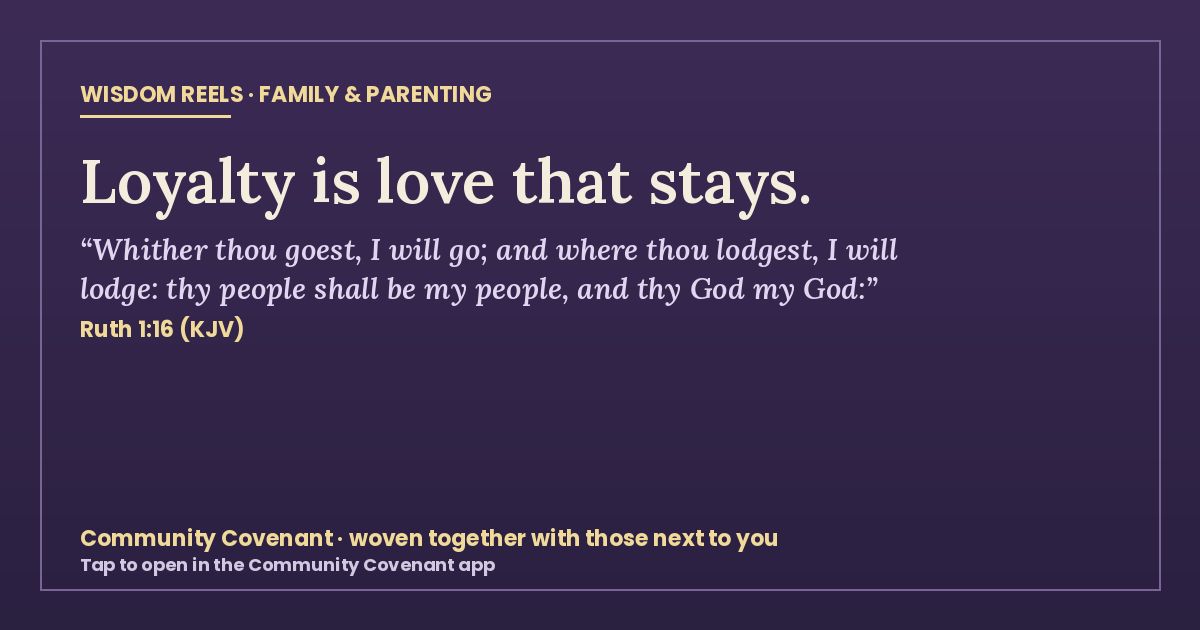 WISDOM REELS · FAMILY & PARENTING
Loyalty is love that stays.
“Whither thou goest, I will go; and where thou lodgest, I will
lodge: thy people shall be my people, and thy God my God:”
Ruth 1:16 (KJV)
Community Covenant · woven together with those next to you
Tap to open in the Community Covenant app